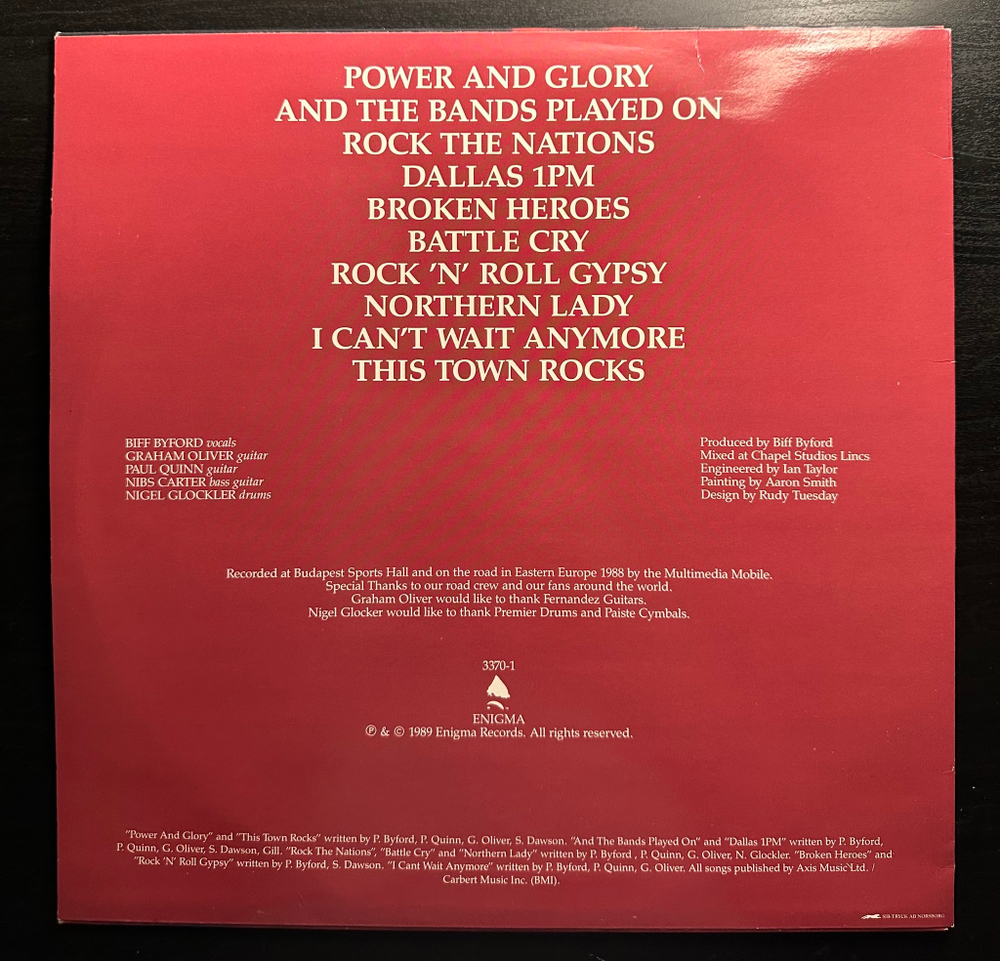 POWER AND GLORY
AND THE BANDS PLAYED ON
ROCK THE NATIONS
DALLAS 1PM
BROKEN HEROES
BATTLE CRY
ROCK 'N' ROLL GYPSY
NORTHERN LADY
I CAN'T WAIT ANYMORE
THIS TOWN ROCKS
BIFF BYFORD vocals
GRAHAM OLIVER guitar
PAUL QUINN guitar
NIBS CARTER bass guitar
NIGEL GLOCKLER drums
Produced by Biff Byford
Mixed at Chapel Studios Lincs
Engineered by Ian Taylor
Painting by Aaron Smith
Design by Rudy Tuesday
Recorded at Budapest Sports Hall and on the road in Eastern Europe 1988 by the Multimedia Mobile.
Special Thanks to our road crew and our fans around the world.
Graham Oliver would like to thank Fernandez Guitars.
Nigel Glocker would like to thank Premier Drums and Paiste Cymbals.
3370-1
ENIGMA
℗ & © 1989 Enigma Records. All rights reserved.
"Power And Glory" and "This Town Rocks" written by P. Byford, P. Quinn, G. Oliver, S. Dawson. "And The Bands Played On" and "Dallas 1PM" written by P. Byford,
P. Quinn, G. Oliver, S. Dawson, Gill. "Rock The Nations", "Battle Cry" and "Northern Lady" written by P. Byford , P. Quinn, G. Oliver, N. Glockler. "Broken Heroes" and
"Rock 'N' Roll Gypsy" written by P. Byford, S. Dawson. "I Cant Wait Anymore" written by P. Byford, P. Quinn, G. Oliver. All songs published by Axis Music Ltd. /
Carbert Music Inc. (BMI).
AB NORSBORG